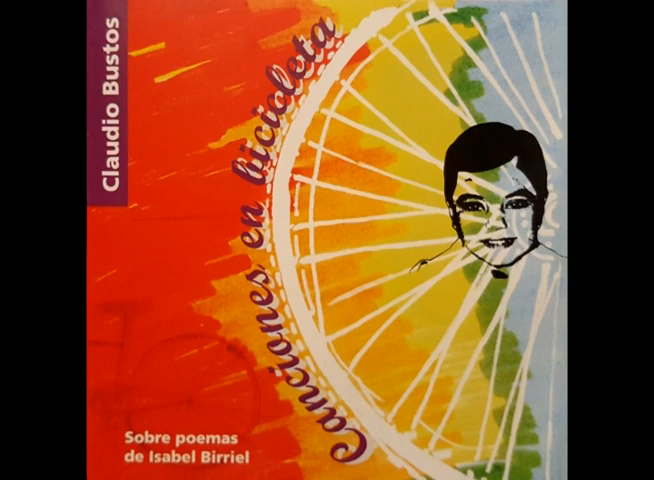 Claudio Bustos
Canciones en bicicleta
Sobre poemas
de Isabel Birriel